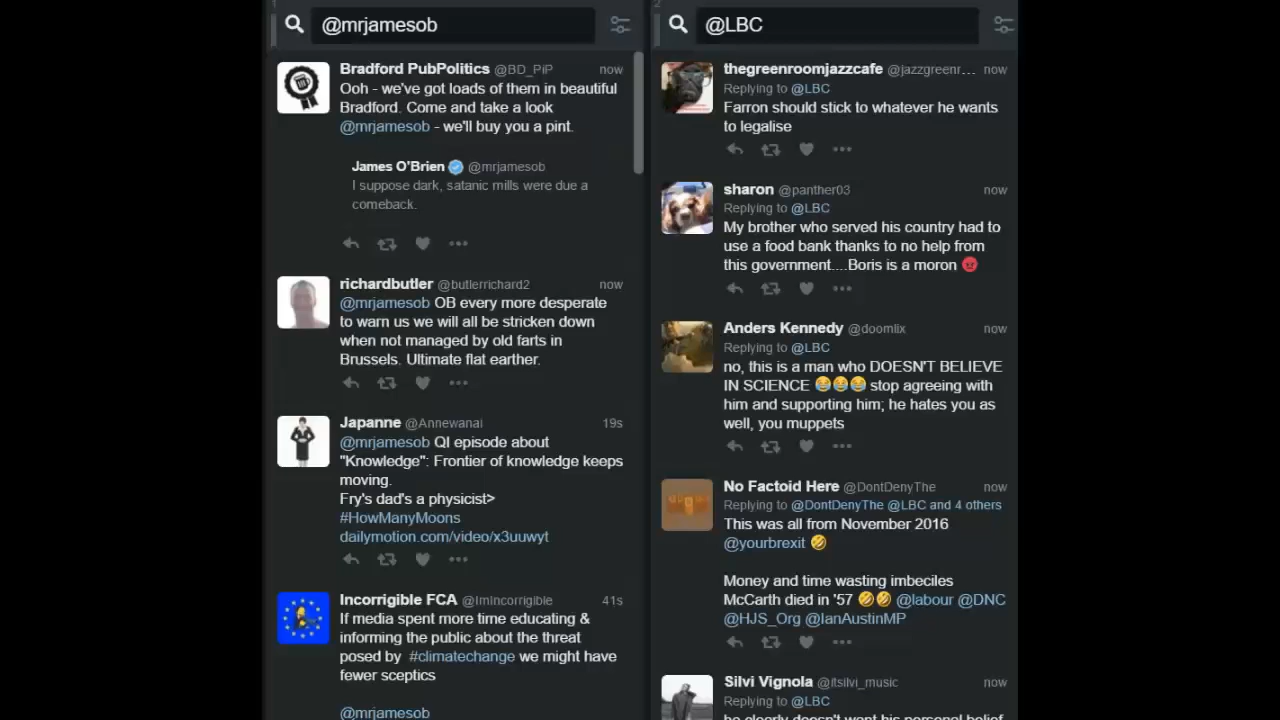 1
@mrjamesob
Bradford PubPolitics @BD_PiP now
Ooh - we've got loads of them in beautiful
Bradford. Come and take a look
@mrjamesob - we'll buy you a pint.
James O'Brien @mrjamesob
I suppose dark, satanic mills were due a
comeback.
richardbutler @butlerrichard2 now
@mrjamesob OB every more desperate
to warn us we will all be stricken down
when not managed by old farts in
Brussels. Ultimate flat earther.
Japanne @Annewanai 19s
@mrjamesob QI episode about
"Knowledge": Frontier of knowledge keeps
moving.
Fry's dad's a physicist>
#HowManyMoons
dailymotion.com/video/x3uuwyt
Incorrigible FCA @ImIncorrigible 41s
If media spent more time educating &
informing the public about the threat
posed by #climatechange we might have
fewer sceptics
@mrjamesob
2
@LBC
thegreenroomjazzcafe @jazzgreenr... now
Replying to @LBC
Farron should stick to whatever he wants
to legalise
sharon @panther03 now
Replying to @LBC
My brother who served his country had to
use a food bank thanks to no help from
this government....Boris is a moron 😡
Anders Kennedy @doomlix now
Replying to @LBC
no, this is a man who DOESN'T BELIEVE
IN SCIENCE 😂😂😂 stop agreeing with
him and supporting him; he hates you as
well, you muppets
No Factoid Here @DontDenyThe now
Replying to @DontDenyThe @LBC and 4 others
This was all from November 2016
@yourbrexit 🤣
Money and time wasting imbeciles
McCarth died in '57 🤣🤣 @labour @DNC
@HJS_Org @IanAustinMP
Silvi Vignola @itsilvi_music now
Replying to @LBC
he clearly doesn't want his personal belief